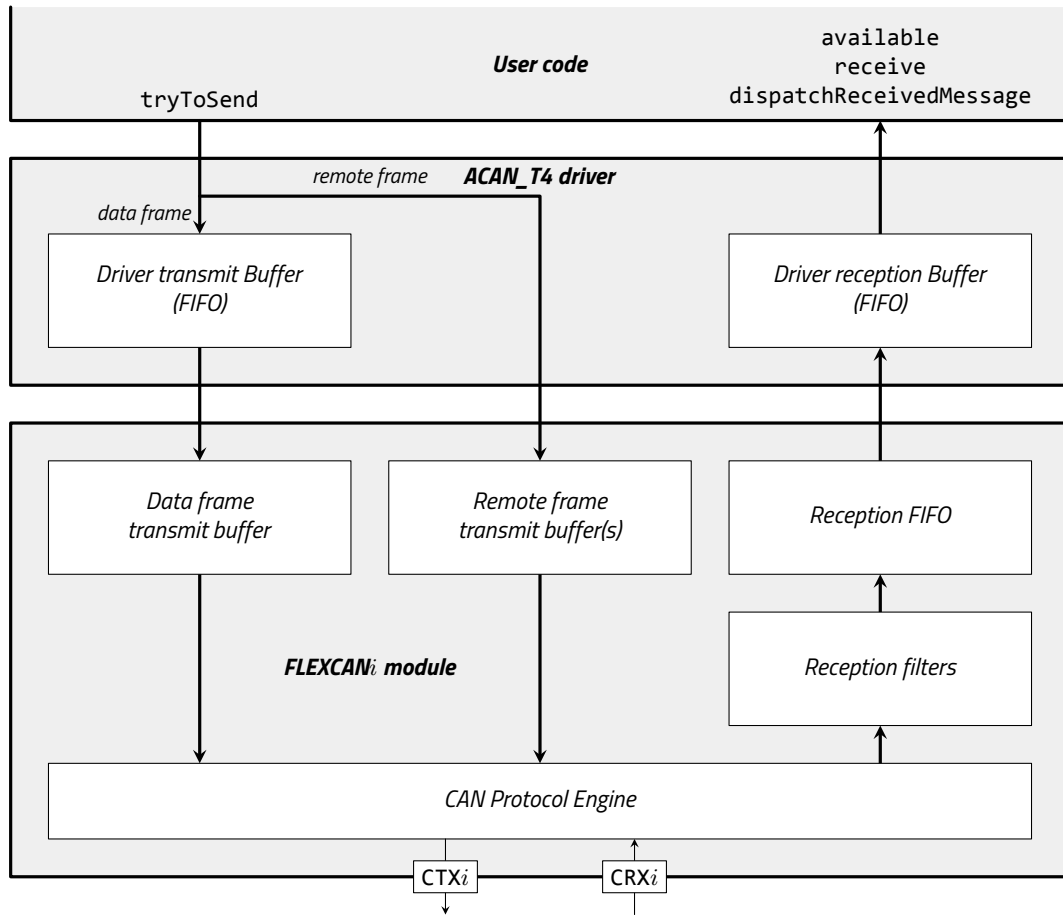 User code
available
receive
dispatchReceivedMessage
tryToSend
remote frame
ACAN_T4 driver
data frame
Driver transmit Buffer
(FIFO)
Driver reception Buffer
(FIFO)
Data frame
transmit buffer
Remote frame
transmit buffer(s)
Reception FIFO
FLEXCANi module
Reception filters
CAN Protocol Engine
CTXi
CRXi